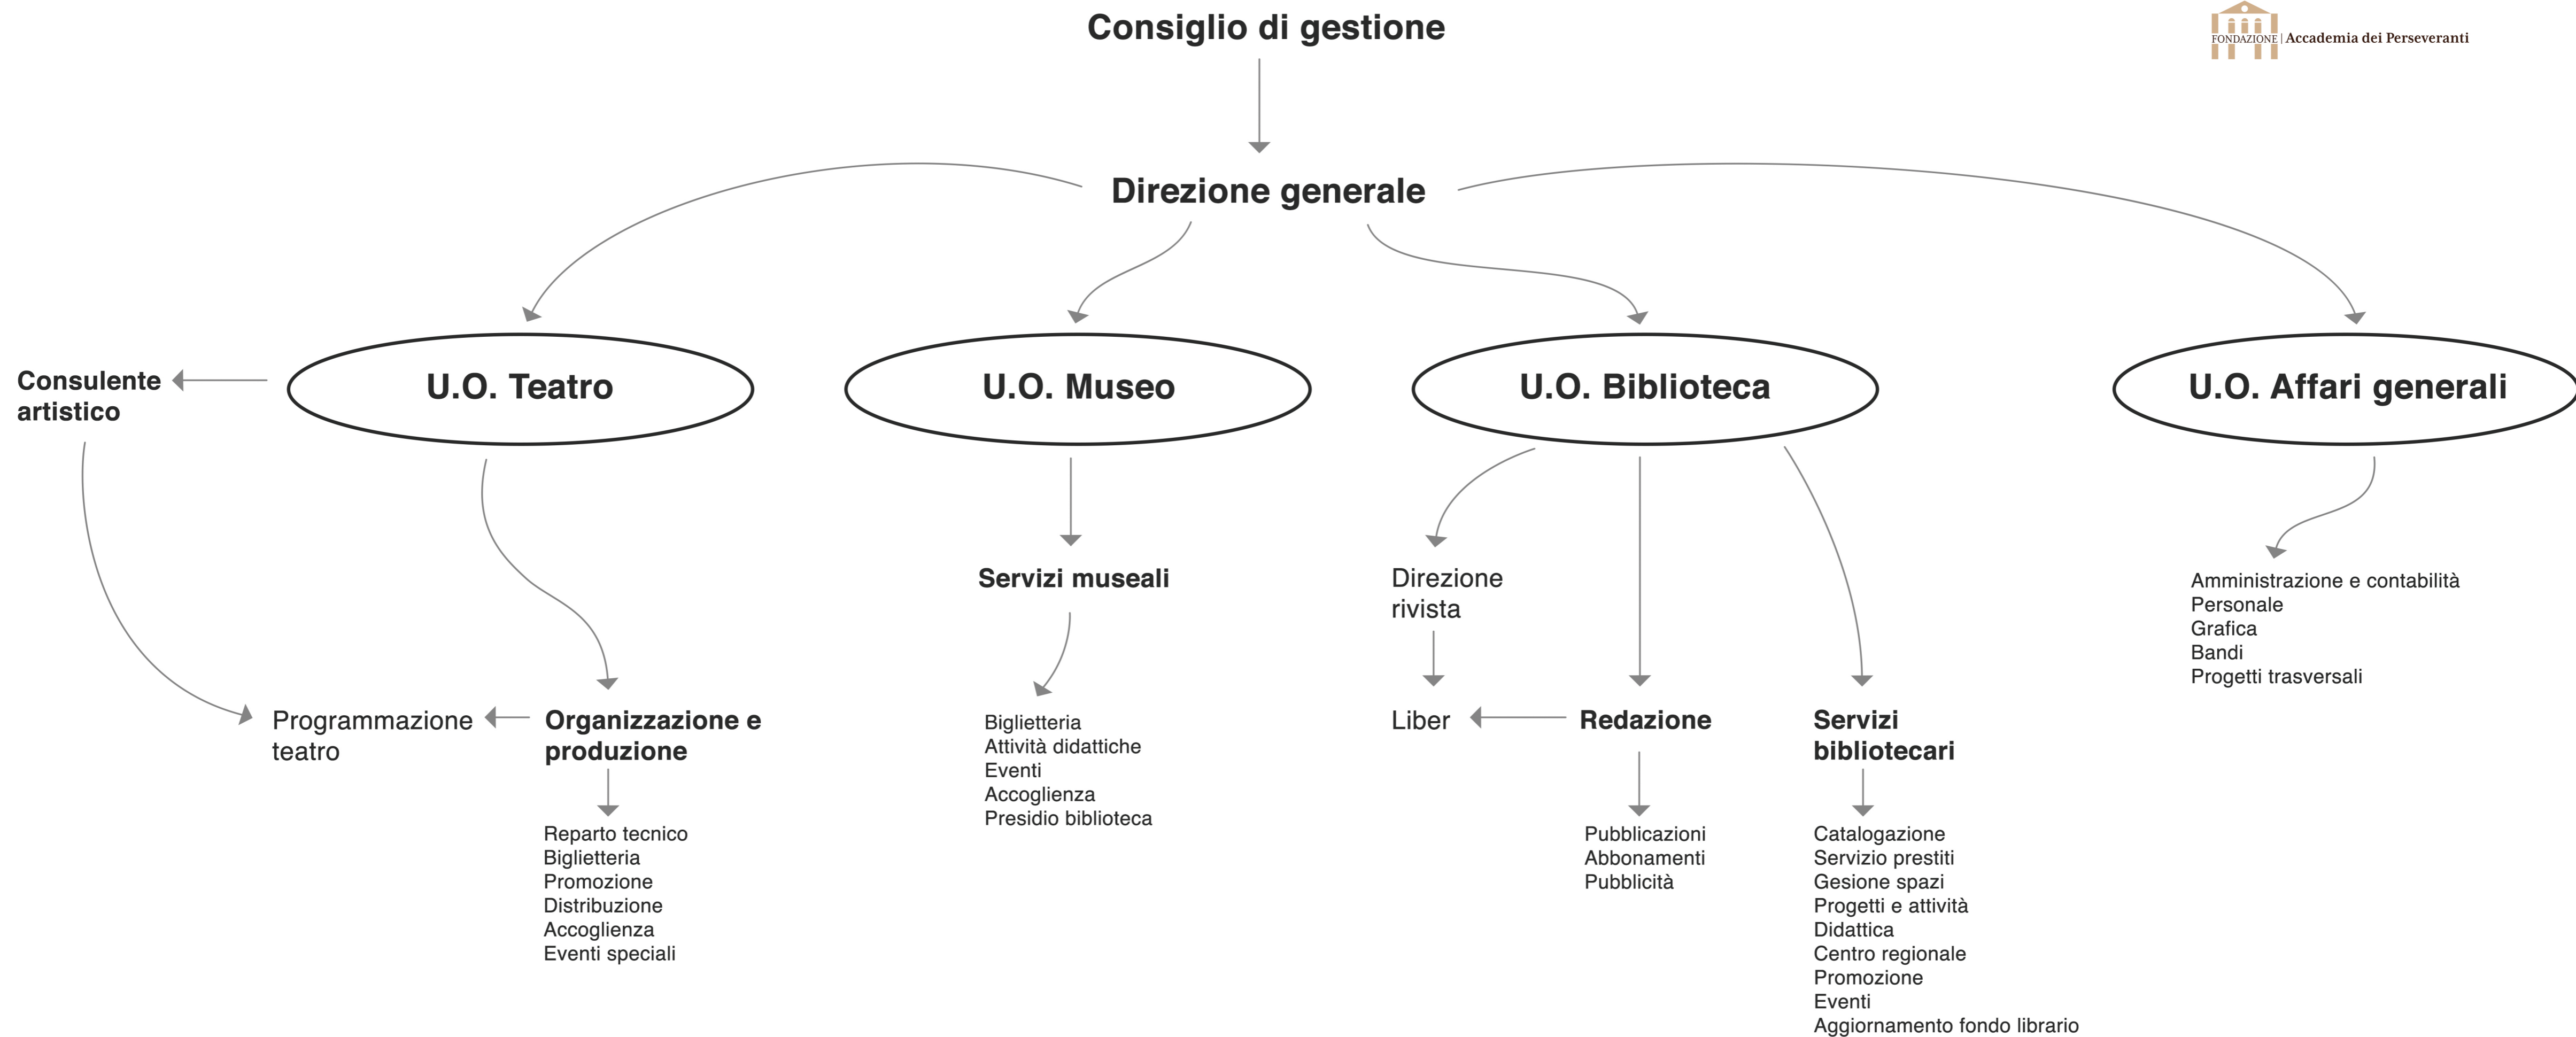 Consiglio di gestione
FONDAZIONE | Accademia dei Perseveranti
Direzione generale
Consulente
artistico
U.O. Teatro
U.O. Museo
U.O. Biblioteca
U.O. Affari generali
Programmazione
teatro
Organizzazione e
produzione
Reparto tecnico
Biglietteria
Promozione
Distribuzione
Accoglienza
Eventi speciali
Servizi museali
Biglietteria
Attività didattiche
Eventi
Accoglienza
Presidio biblioteca
Direzione
rivista
Liber
Redazione
Pubblicazioni
Abbonamenti
Pubblicità
Servizi
bibliotecari
Catalogazione
Servizio prestiti
Gesione spazi
Progetti e attività
Didattica
Centro regionale
Promozione
Eventi
Aggiornamento fondo librario
Amministrazione e contabilità
Personale
Grafica
Bandi
Progetti trasversali